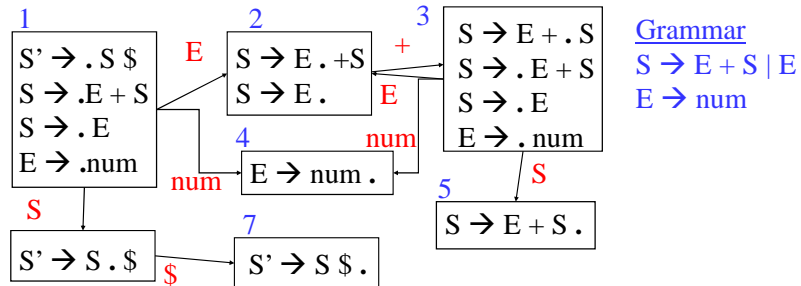 1
S' → . S $
S → .E + S
S → . E
E → .num
E
2
S → E . +S
S → E .
+
E
3
S → E + . S
S → . E + S
S → . E
E → . num
Grammar
S → E + S | E
E → num
num
4
E → num .
num
S
5
S → E + S .
S
S' → S . $
$
7
S' → S $ .